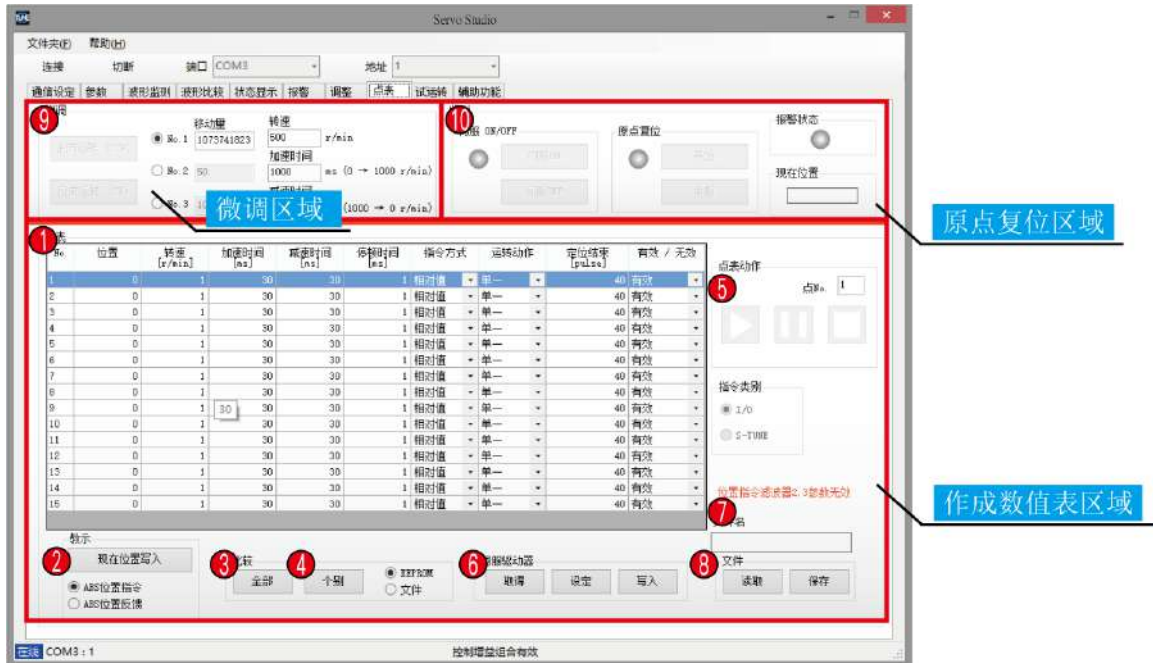 Servo Studio
文件夹(F) 帮助(H)
连接 切断 端口 COM3 地址 1
通信设定 参数 波形监测 波形比较 状态显示 报警 调整 点表 试运转 辅助功能
9
移动量 转速
No.1 1073741823 500 r/min
加速时间
No.2 50 1000 ms (0 → 1000 r/min)
减速时间
No.3 (1000 → 0 r/min)
微调区域
10
ON/OFF 原点复位 报警状态
现在位置
原点复位区域
1 表
No. 位置 转速[r/min] 加速时间[ms] 减速时间[ms] 停顿时间[ms] 指令方式 运转动作 定位结束[pulse] 有效 / 无效
1 0 1 30 30 1 相对值 单一 40 有效
2 0 1 30 30 1 相对值 单一 40 有效
3 0 1 30 30 1 相对值 单一 40 有效
4 0 1 30 30 1 相对值 单一 40 有效
5 0 1 30 30 1 相对值 单一 40 有效
6 0 1 30 30 1 相对值 单一 40 有效
7 0 1 30 30 1 相对值 单一 40 有效
8 0 1 30 30 1 相对值 单一 40 有效
9 0 1 30 30 30 1 相对值 单一 40 有效
10 0 1 30 30 1 相对值 单一 40 有效
11 0 1 30 30 1 相对值 单一 40 有效
12 0 1 30 30 1 相对值 单一 40 有效
13 0 1 30 30 1 相对值 单一 40 有效
14 0 1 30 30 1 相对值 单一 40 有效
15 0 1 30 30 1 相对值 单一 40 有效
点表动作
5 点No. 1
指令类别
I/O
S-TUNE
位置指令滤波器2.3参数无效
作成数值表区域
7
件名
教示
2 现在位置写入
ABS位置指令
ABS位置反馈
3 比较
全部 4 个别 EEPROM
文件
6 伺服驱动器
取得 设定 写入
8 文件
读取 保存
在线 COM3 : 1 控制增益组合有效